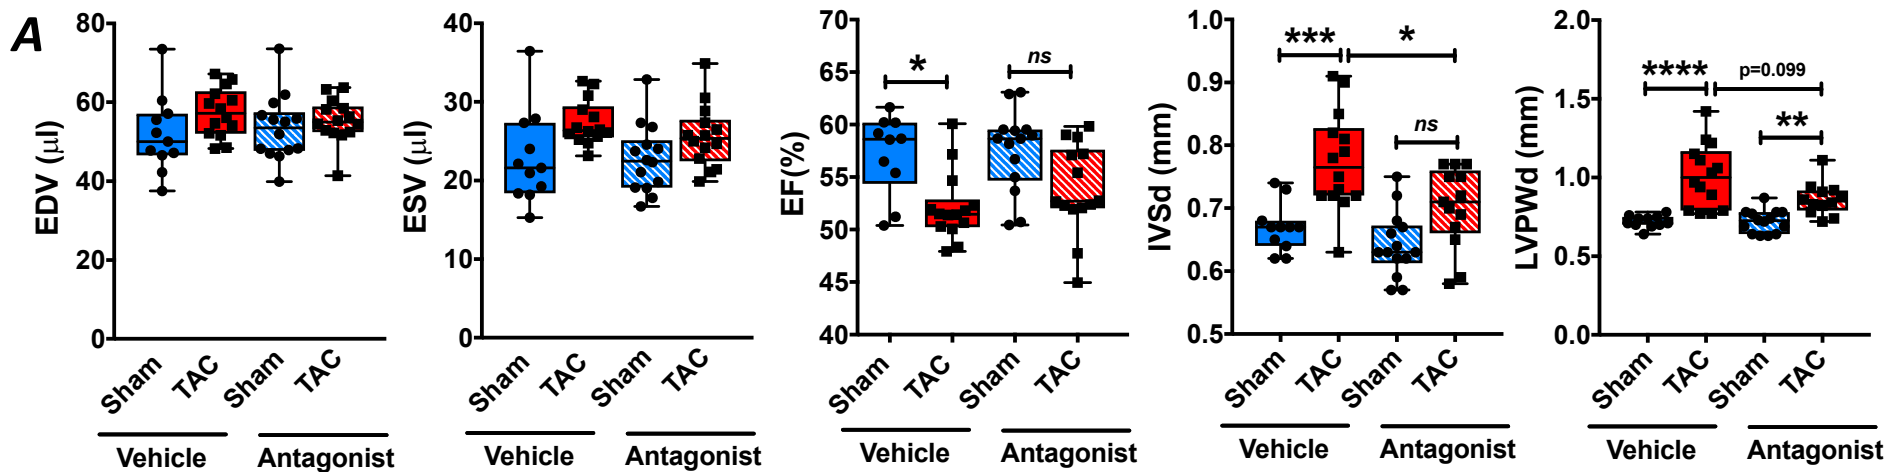 A
EDV (µl)
80
60
40
20
0
Sham
TAC
Sham
TAC
Vehicle
Antagonist
ESV (µl)
40
30
20
10
0
Sham
TAC
Sham
TAC
Vehicle
Antagonist
EF(%)
70
65
60
55
50
45
40
*
ns
Sham
TAC
Sham
TAC
Vehicle
Antagonist
IVSd (mm)
1.0
0.9
0.8
0.7
0.6
0.5
***
*
ns
Sham
TAC
Sham
TAC
Vehicle
Antagonist
LVPWd (mm)
2.0
1.5
1.0
0.5
0.0
****
p=0.099
**
Sham
TAC
Sham
TAC
Vehicle
Antagonist